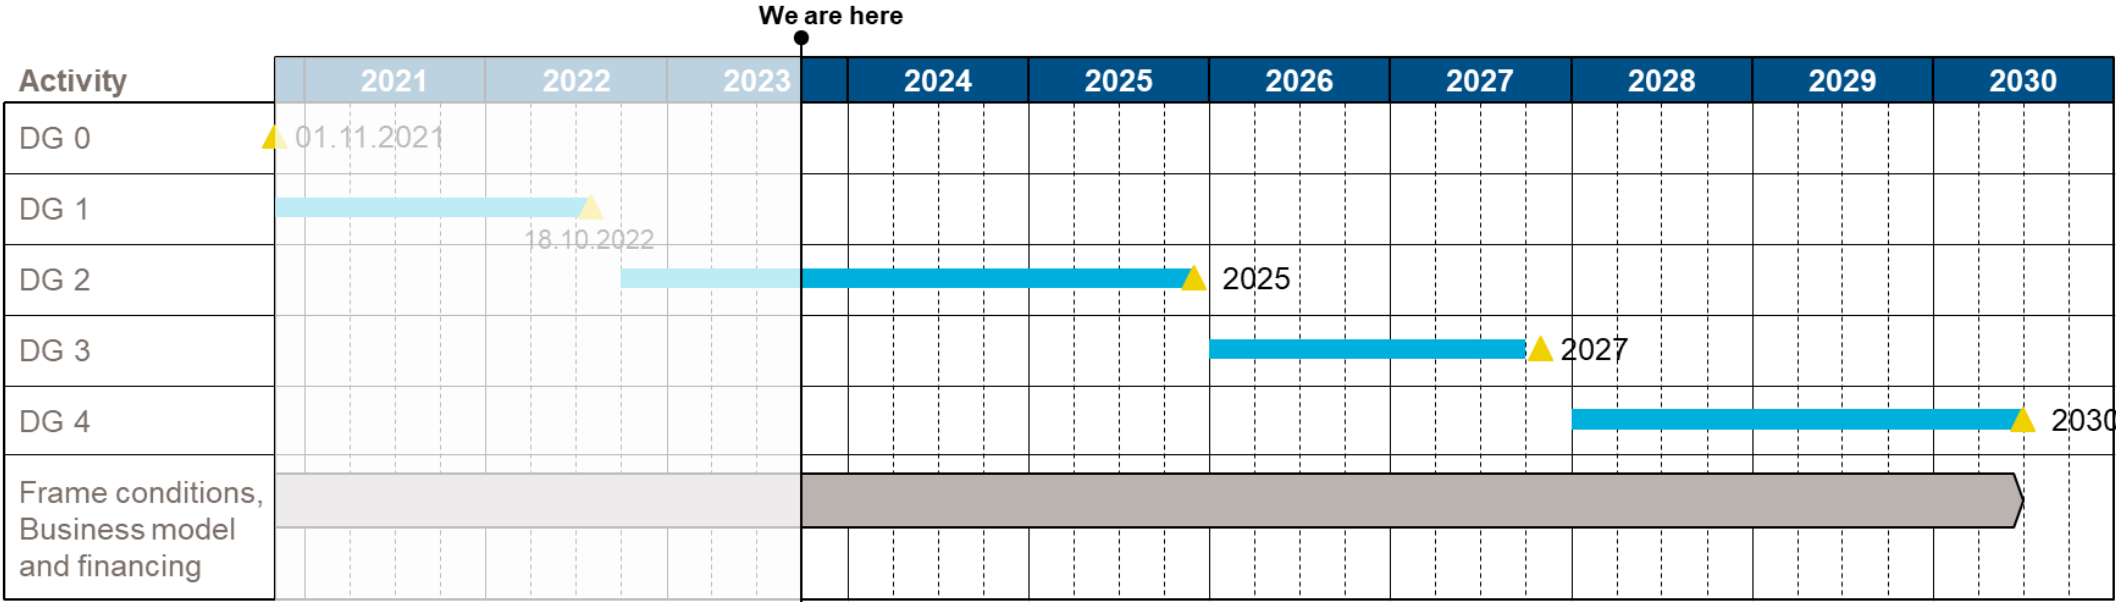 We are here
Activity 2021 2022 2023 2024 2025 2026 2027 2028 2029 2030
DG 0 01.11.2021
DG 1
18.10.2022
DG 2 2025
DG 3 2027
DG 4 2030
Frame conditions,
Business model
and financing